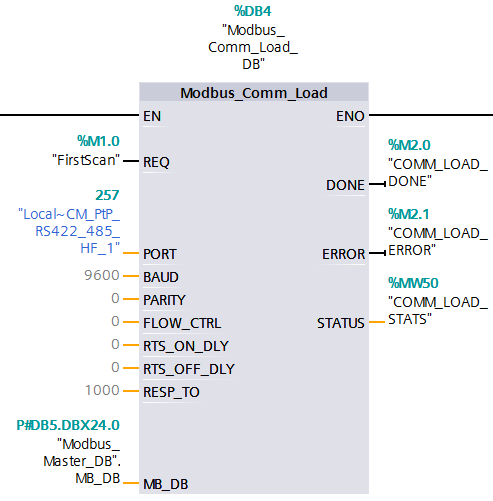 %DB4
"Modbus_
Comm_Load_
DB"
Modbus_Comm_Load
EN ENO
%M1.0
"FirstScan" REQ
%M2.0
"COMM_LOAD_
DONE DONE"
257
"Local~CM_PtP_
RS422_485_
HF_1" PORT
%M2.1
"COMM_LOAD_
ERROR ERROR"
9600 BAUD
0 PARITY
0 FLOW_CTRL
%MW50
"COMM_LOAD_
STATUS STATS"
0 RTS_ON_DLY
0 RTS_OFF_DLY
1000 RESP_TO
P#DB5.DBX24.0
"Modbus_
Master_DB".
MB_DB MB_DB